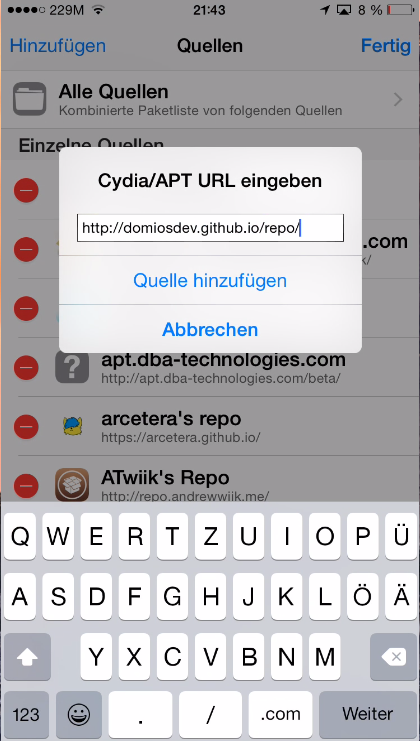 229M 21:43 8 %
Hinzufügen Quellen Fertig
Alle Quellen
Kombinierte Paketliste von folgenden Quellen
Einzelne Quellen
Cydia/APT URL eingeben
http://domiosdev.github.io/repo/
.com
k/
Quelle hinzufügen
Abbrechen
apt.dba-technologies.com
http://apt.dba-technologies.com/beta/
arcetera's repo
https://arcetera.github.io/
ATwiik's Repo
http://repo.andrewwiik.me/
Q W E R T Z U I O P Ü
A S D F G H J K L Ö Ä
Y X C V B N M
123 . / .com Weiter